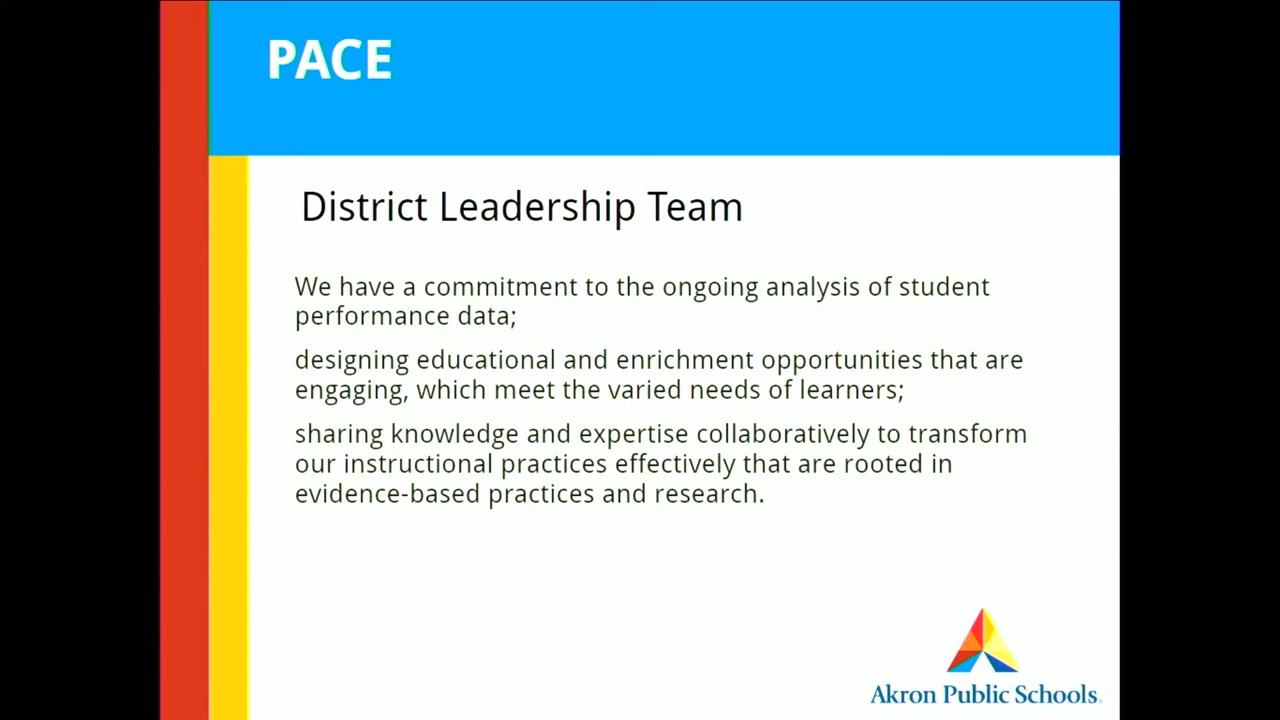 PACE
District Leadership Team
We have a commitment to the ongoing analysis of student
performance data;
designing educational and enrichment opportunities that are
engaging, which meet the varied needs of learners;
sharing knowledge and expertise collaboratively to transform
our instructional practices effectively that are rooted in
evidence-based practices and research.
Akron Public Schools